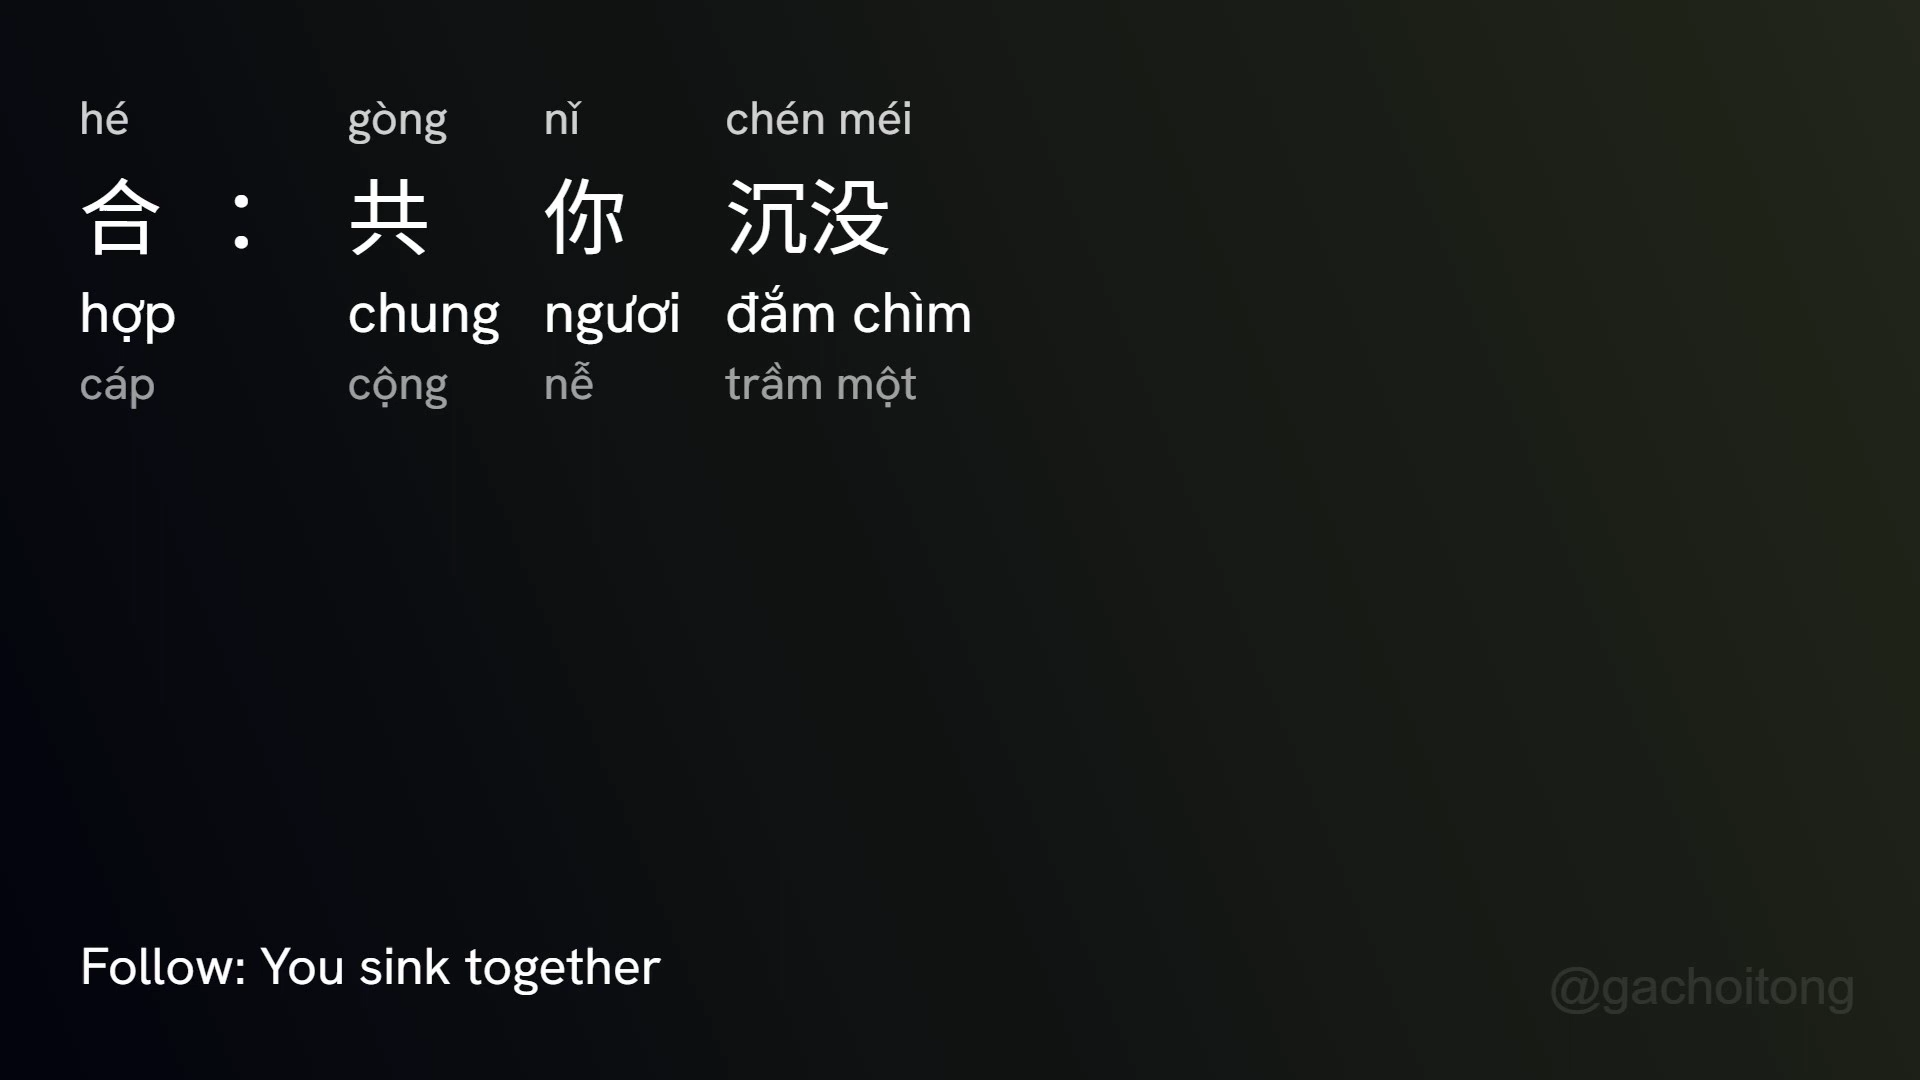 hé gòng nǐ chén méi
合 ： 共 你 沉没
hợp chung ngươi đắm chìm
cáp cộng nễ trầm một
Follow: You sink together
@gachoitong